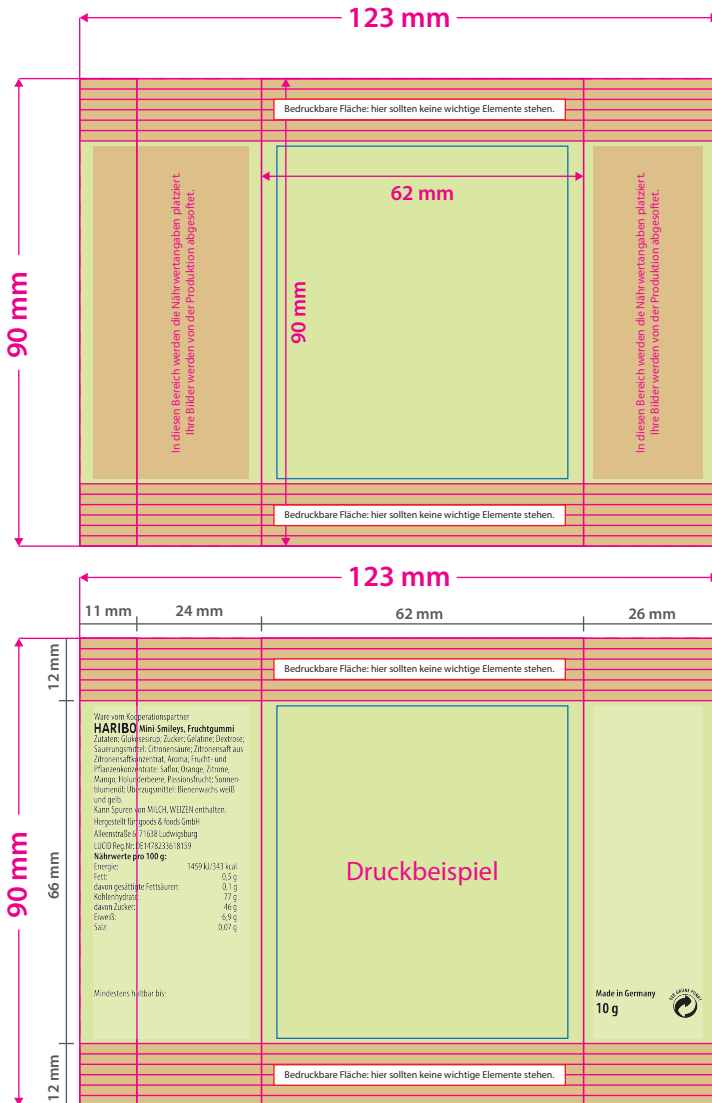 123 mm
Bedruckbare Fläche: hier sollten keine wichtige Elemente stehen.
90 mm
In diesen Bereich werden die Nährwertangaben platziert.
Ihre Bilder werden von der Produktion abgesoftet.
62 mm
90 mm
In diesen Bereich werden die Nährwertangaben platziert.
Ihre Bilder werden von der Produktion abgesoftet.
Bedruckbare Fläche: hier sollten keine wichtige Elemente stehen.
123 mm
11 mm
24 mm
62 mm
26 mm
12 mm
Bedruckbare Fläche: hier sollten keine wichtige Elemente stehen.
90 mm
66 mm
Ware vom Kooperationspartner
HARIBO Mini-Smileys, Fruchtgummi
Zutaten: Glukosesirup; Zucker; Gelatine; Dextrose;
Säuerungsmittel: Citronensäure; Zitronensaft aus
Zitronensaftkonzentrat, Aroma; Frucht- und
Pflanzenkonzentrate: Saflor, Orange, Zitrone,
Mango, Holunderbeere, Passionsfrucht; Sonnen-
blumenöl; Überzugsmittel: Bienenwachs weiß
und gelb.
Kann Spuren von MILCH, WEIZEN enthalten.
Hergestellt für: goods & foods GmbH
Alleenstraße 6, 71638 Ludwigsburg
LUCID Reg.Nr: DE1478233618159
Nährwerte pro 100 g:
Energie: 1459 kJ/343 kcal
Fett: 0,5 g
davon gesättigte Fettsäuren: 0,1 g
Kohlenhydrate: 77 g
davon Zucker: 46 g
Eiweiß: 6,9 g
Salz: 0,07 g
Mindestens haltbar bis:
Druckbeispiel
Made in Germany
10 g
DER GRÜNE PUNKT
12 mm
Bedruckbare Fläche: hier sollten keine wichtige Elemente stehen.